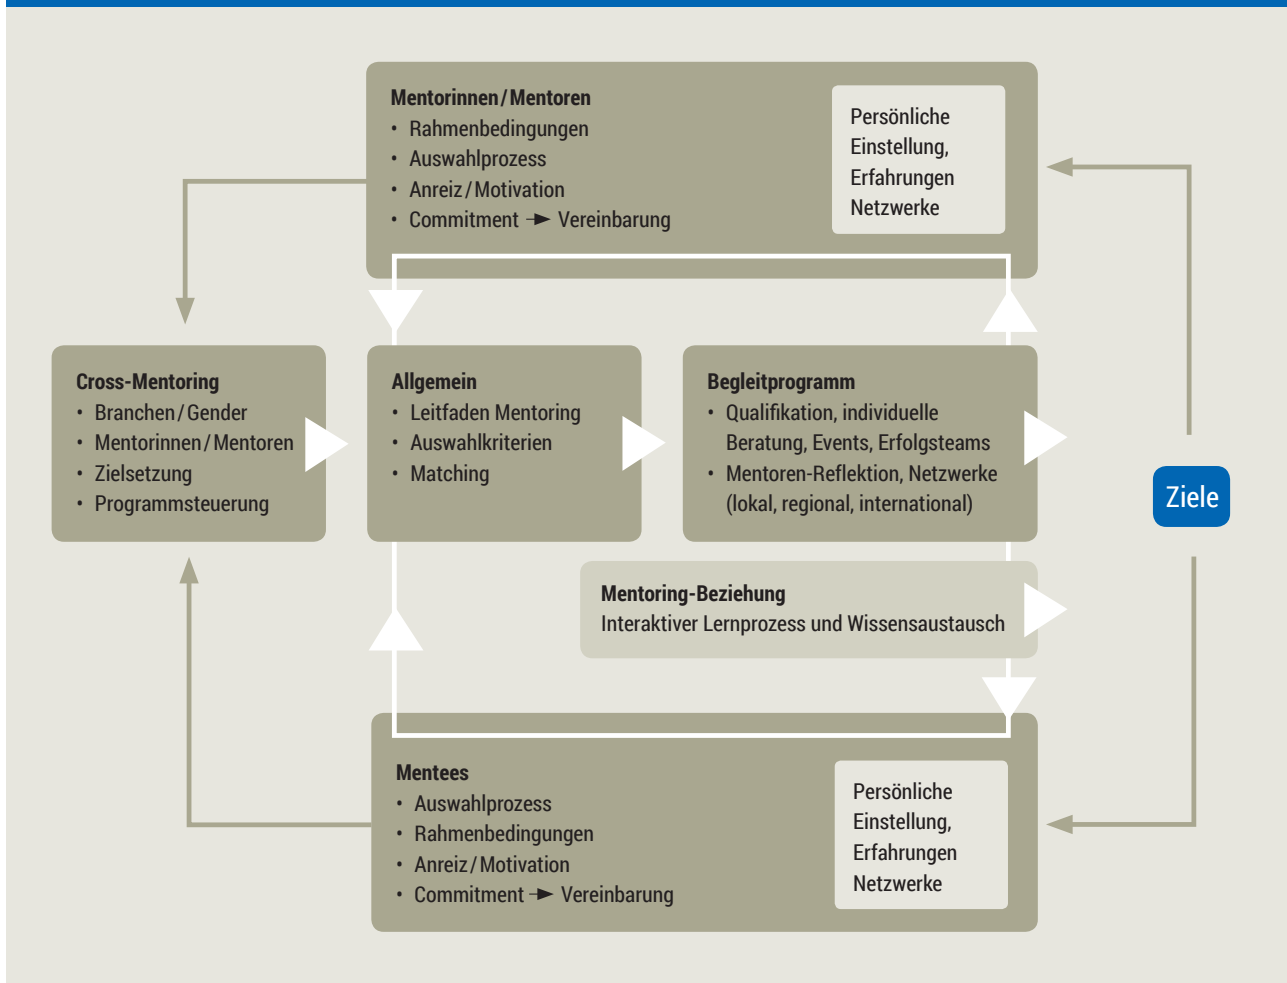 Mentorinnen/Mentoren
• Rahmenbedingungen
• Auswahlprozess
• Anreiz/Motivation
• Commitment → Vereinbarung
Persönliche
Einstellung,
Erfahrungen
Netzwerke
Cross-Mentoring
• Branchen/Gender
• Mentorinnen/Mentoren
• Zielsetzung
• Programmsteuerung
Allgemein
• Leitfaden Mentoring
• Auswahlkriterien
• Matching
Begleitprogramm
• Qualifikation, individuelle
Beratung, Events, Erfolgsteams
• Mentoren-Reflektion, Netzwerke
(lokal, regional, international)
Ziele
Mentoring-Beziehung
Interaktiver Lernprozess und Wissensaustausch
Mentees
• Auswahlprozess
• Rahmenbedingungen
• Anreiz/Motivation
• Commitment → Vereinbarung
Persönliche
Einstellung,
Erfahrungen
Netzwerke